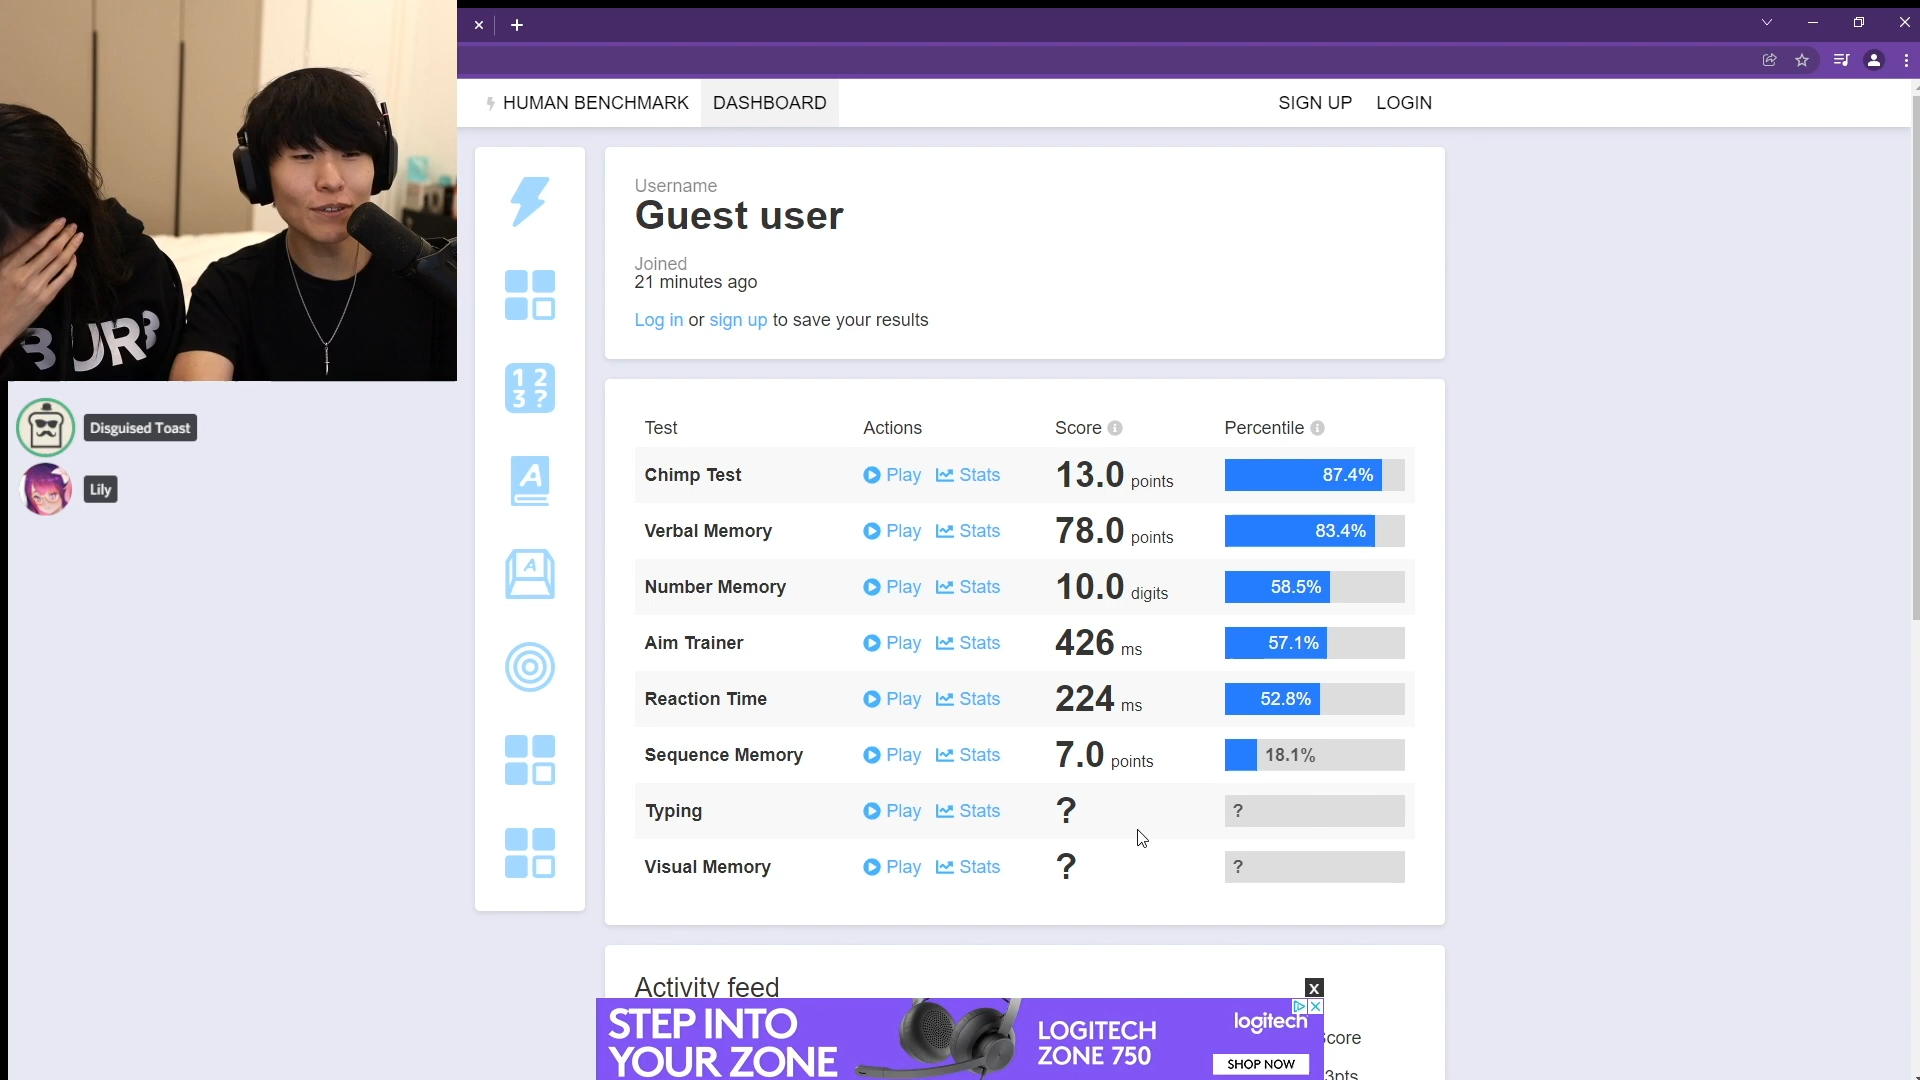 HUMAN BENCHMARK DASHBOARD SIGN UP LOGIN
Username
Guest user
Joined
21 minutes ago
Log in or sign up to save your results
Disguised Toast
Lily
Test Actions Score Percentile
Chimp Test Play Stats 13.0 points 87.4%
Verbal Memory Play Stats 78.0 points 83.4%
Number Memory Play Stats 10.0 digits 58.5%
Aim Trainer Play Stats 426 ms 57.1%
Reaction Time Play Stats 224 ms 52.8%
Sequence Memory Play Stats 7.0 points 18.1%
Typing Play Stats ? ?
Visual Memory Play Stats ? ?
1 2
3 ?
A
A
Activity feed
X
STEP INTO
YOUR ZONE
LOGITECH
ZONE 750
logitech
SHOP NOW
core
3pts